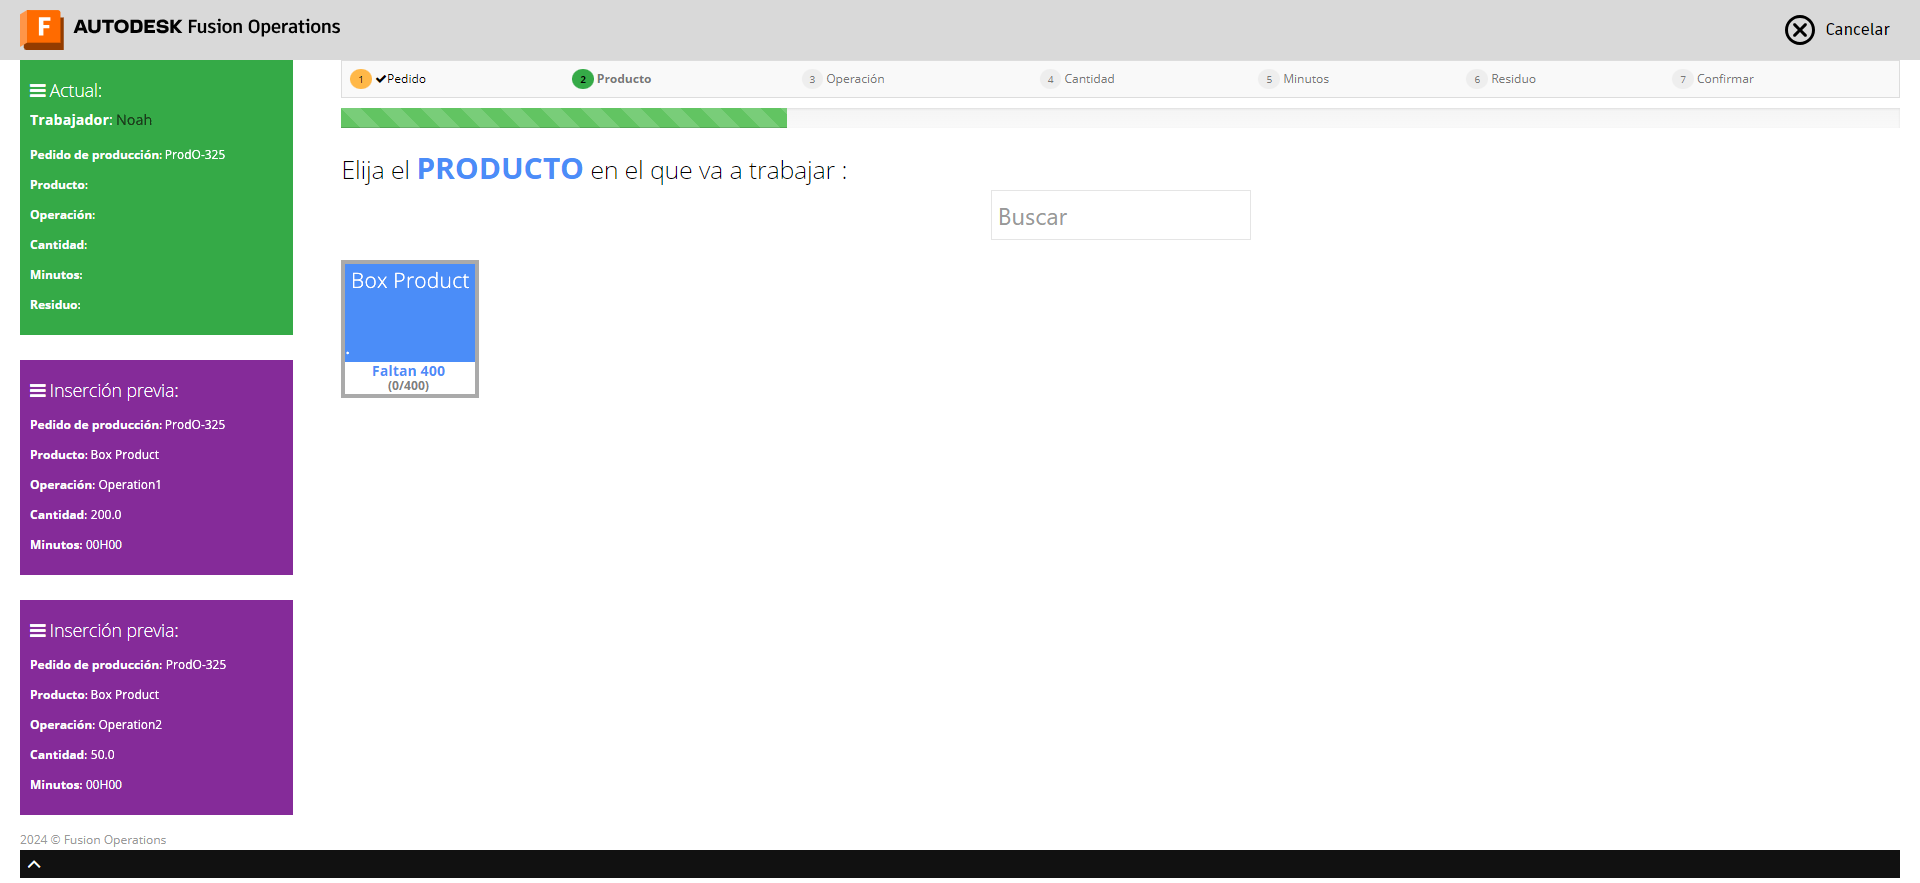 F AUTODESK Fusion Operations
Cancelar
Actual:
Trabajador: Noah
Pedido de producción: ProdO-325
Producto:
Operación:
Cantidad:
Minutos:
Residuo:
Inserción previa:
Pedido de producción: ProdO-325
Producto: Box Product
Operación: Operation1
Cantidad: 200.0
Minutos: 00H00
Inserción previa:
Pedido de producción: ProdO-325
Producto: Box Product
Operación: Operation2
Cantidad: 50.0
Minutos: 00H00
2024 © Fusion Operations
1 Pedido
2 Producto
3 Operación
4 Cantidad
5 Minutos
6 Residuo
7 Confirmar
Elija el PRODUCTO en el que va a trabajar :
Buscar
Box Product
.
Faltan 400
(0/400)